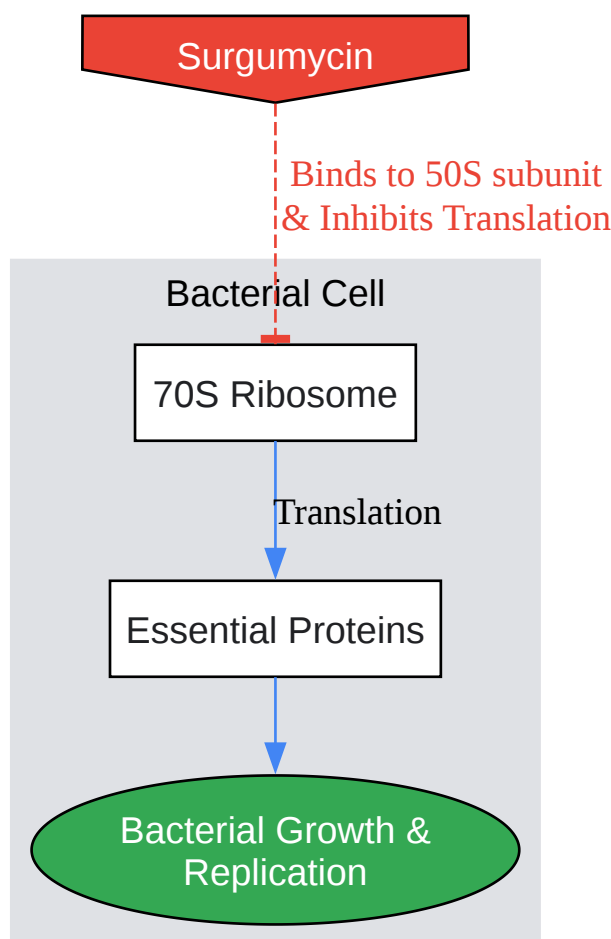 Surgumycin
Binds to 50S subunit
& Inhibits Translation
Bacterial Cell
70S Ribosome
Translation
Essential Proteins
Bacterial Growth &
Replication